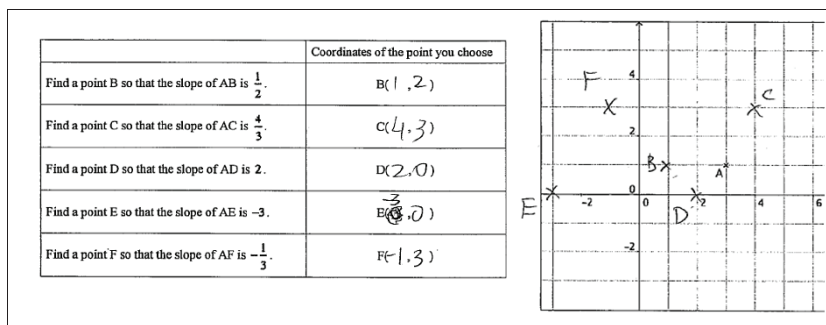 Coordinates of the point you choose
Find a point B so that the slope of AB is 1/2. B(1,2)
Find a point C so that the slope of AC is 4/3. C(4,3)
Find a point D so that the slope of AD is 2. D(2,0)
Find a point E so that the slope of AE is −3. E(-3,0)
Find a point F so that the slope of AF is −1/3. F(-1,3)
F 4 C
2
B A
E -2 0 0 D 2 4 6
-2